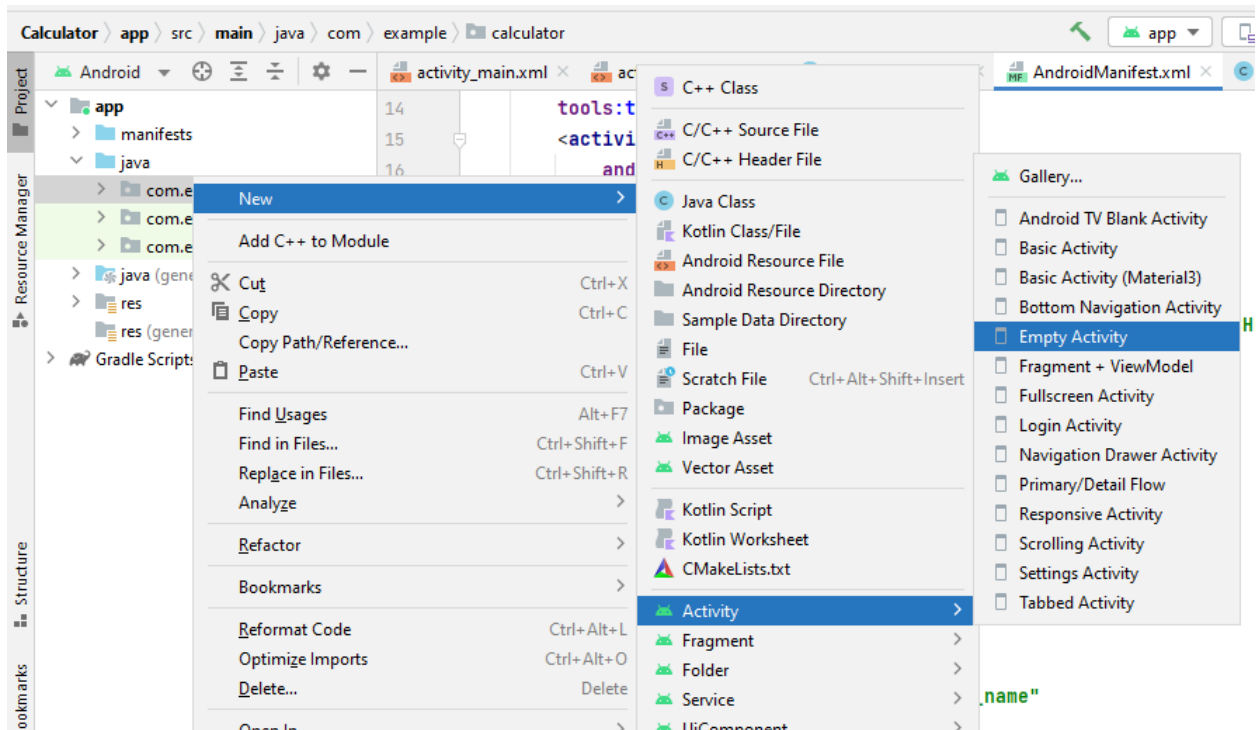 Calculator app src main java com example calculator
app
Android
activity_main.xml
AndroidManifest.xml
Project
Resource Manager
Structure
app
manifests
java
res
res
Gradle Scripts
14
15
16
tools:t
<activi
and
New
Add C++ to Module
Cut Ctrl+X
Copy Ctrl+C
Copy Path/Reference...
Paste Ctrl+V
Find Usages Alt+F7
Find in Files... Ctrl+Shift+F
Replace in Files... Ctrl+Shift+R
Analyze
Refactor
Bookmarks
Reformat Code Ctrl+Alt+L
Optimize Imports Ctrl+Alt+O
Delete... Delete
C++ Class
C/C++ Source File
C/C++ Header File
Java Class
Kotlin Class/File
Android Resource File
Android Resource Directory
Sample Data Directory
File
Scratch File Ctrl+Alt+Shift+Insert
Package
Image Asset
Vector Asset
Kotlin Script
Kotlin Worksheet
CMakeLists.txt
Activity
Fragment
Folder
Service
UiComponent
Gallery...
Android TV Blank Activity
Basic Activity
Basic Activity (Material3)
Bottom Navigation Activity
Empty Activity
Fragment + ViewModel
Fullscreen Activity
Login Activity
Navigation Drawer Activity
Primary/Detail Flow
Responsive Activity
Scrolling Activity
Settings Activity
Tabbed Activity
_name"